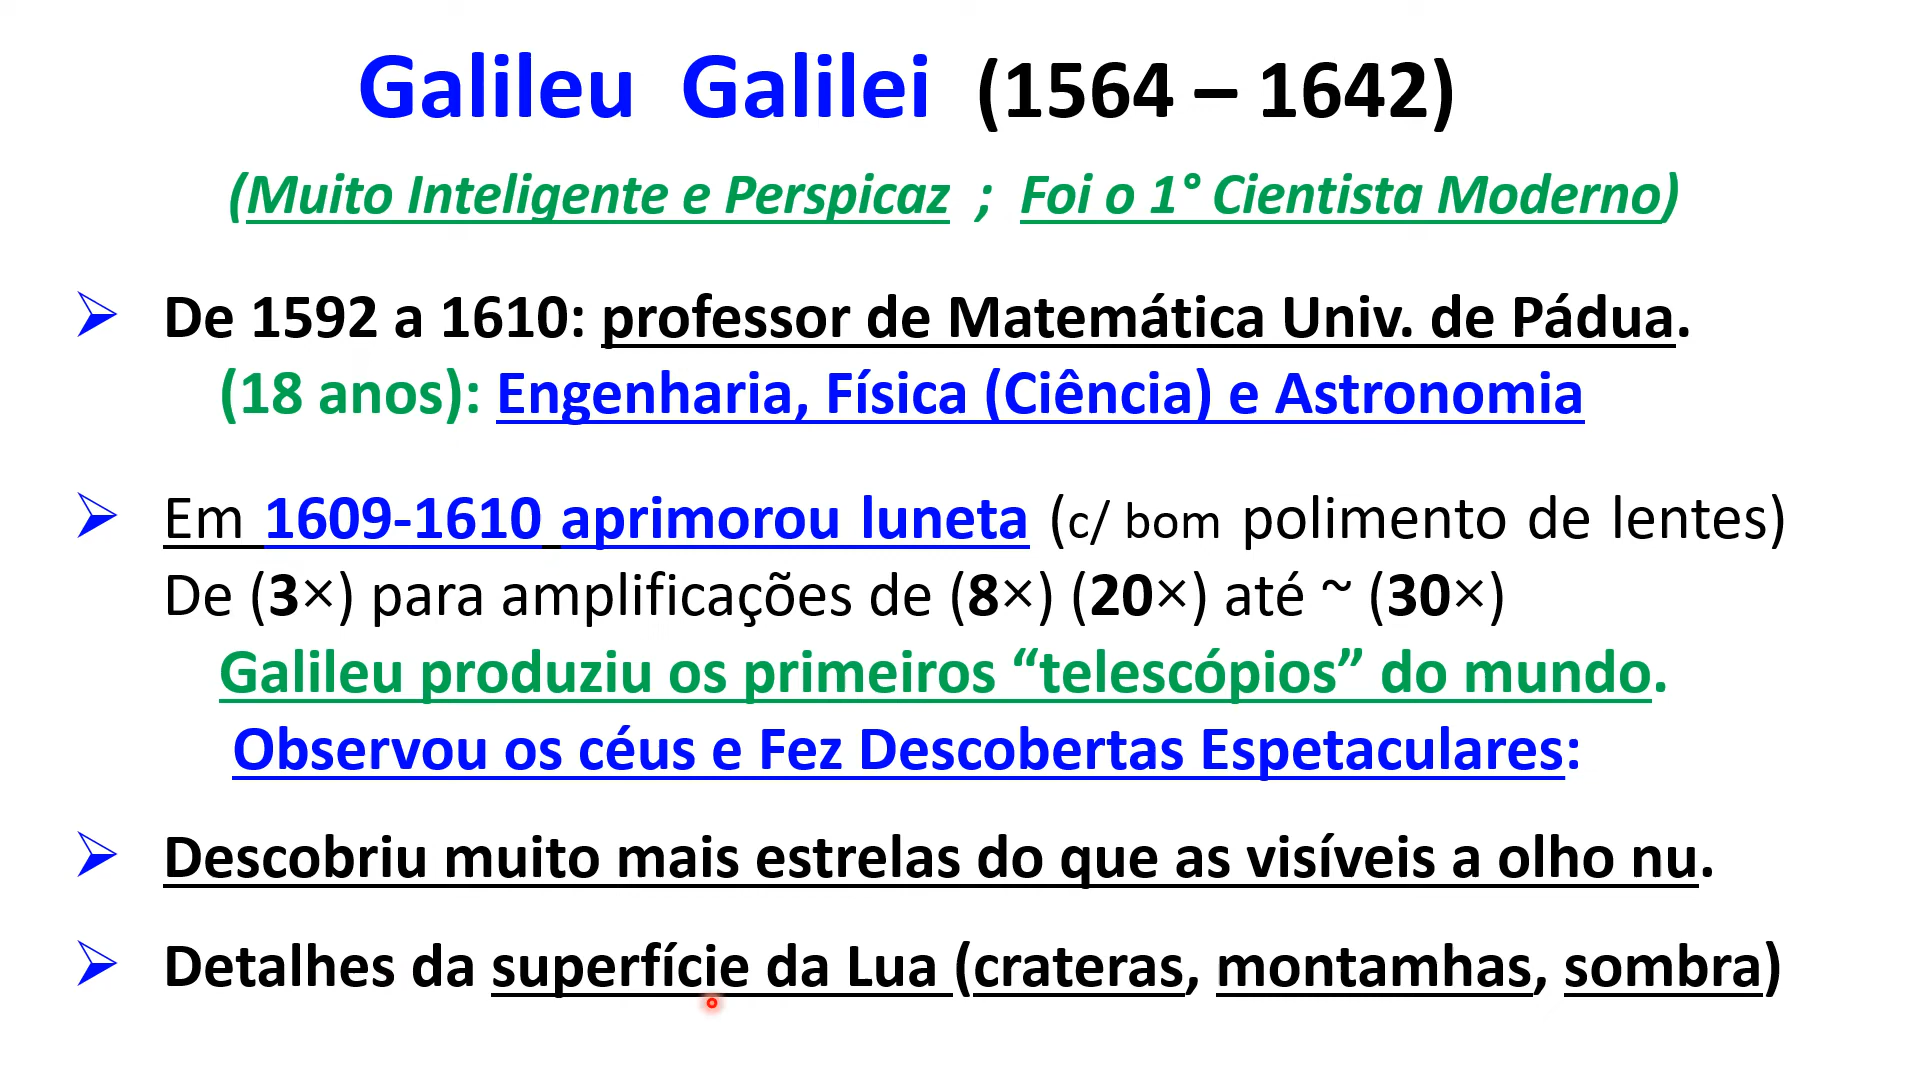 Galileu Galilei (1564 – 1642)
(Muito Inteligente e Perspicaz ; Foi o 1° Cientista Moderno)
➢ De 1592 a 1610: professor de Matemática Univ. de Pádua.
(18 anos): Engenharia, Física (Ciência) e Astronomia
➢ Em 1609-1610 aprimorou luneta (c/ bom polimento de lentes)
De (3×) para amplificações de (8×) (20×) até ~ (30×)
Galileu produziu os primeiros “telescópios” do mundo.
Observou os céus e Fez Descobertas Espetaculares:
➢ Descobriu muito mais estrelas do que as visíveis a olho nu.
➢ Detalhes da superfície da Lua (crateras, montamhas, sombra)